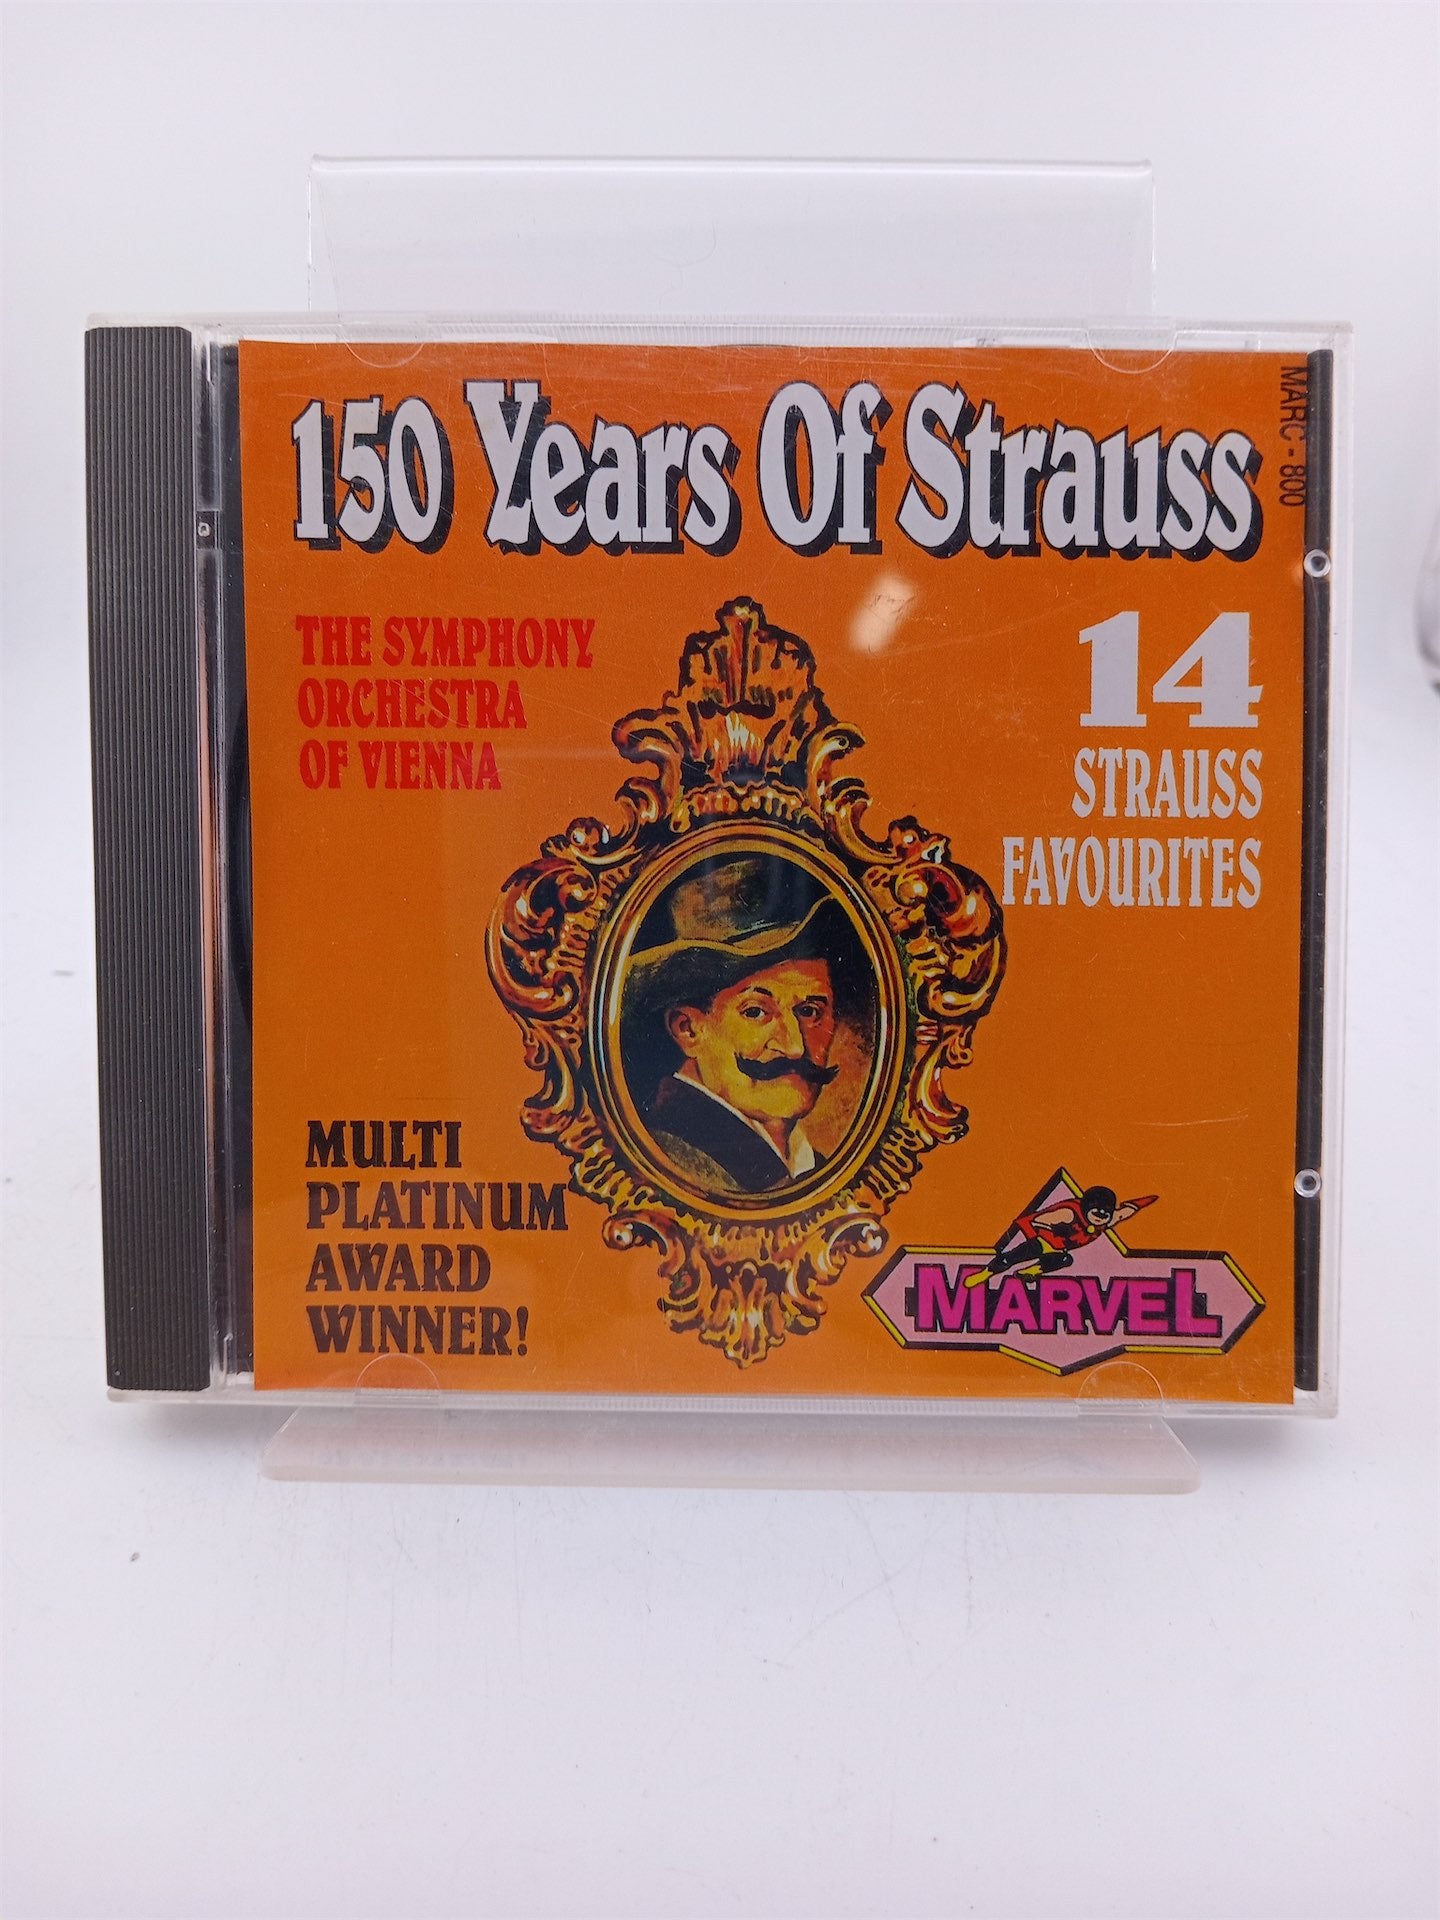 150 Years Of Strauss
MARC - 800
THE SYMPHONY
ORCHESTRA
OF VIENNA
14
STRAUSS
FAVOURITES
MULTI
PLATINUM
AWARD
WINNER!
MARVEL